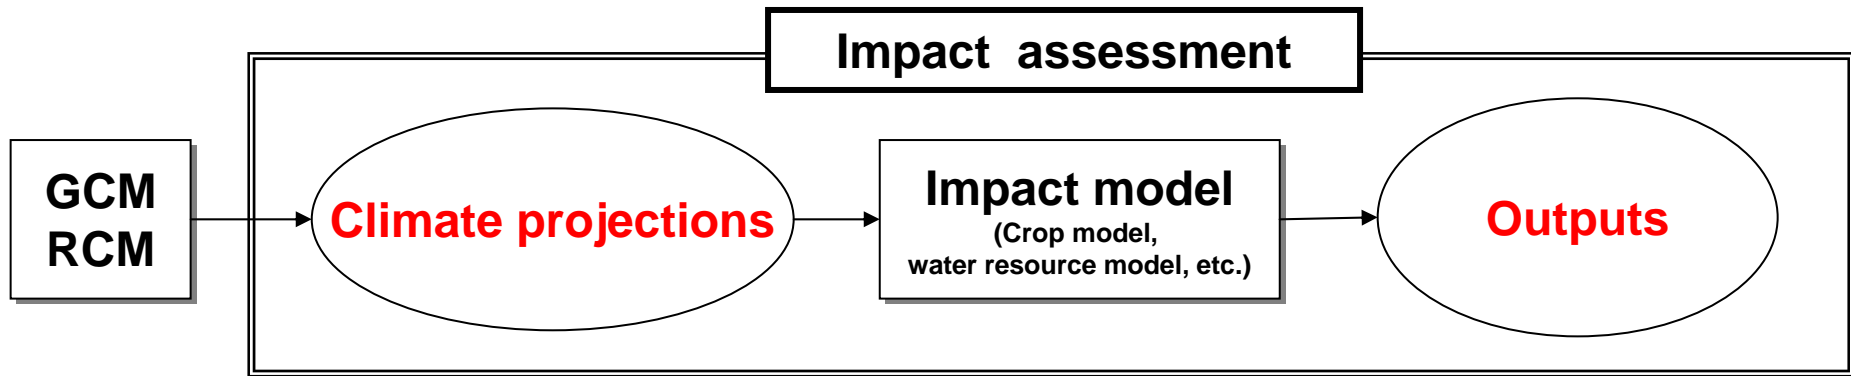 Impact assessment
GCM
RCM
Climate projections
Impact model
(Crop model,
water resource model, etc.)
Outputs